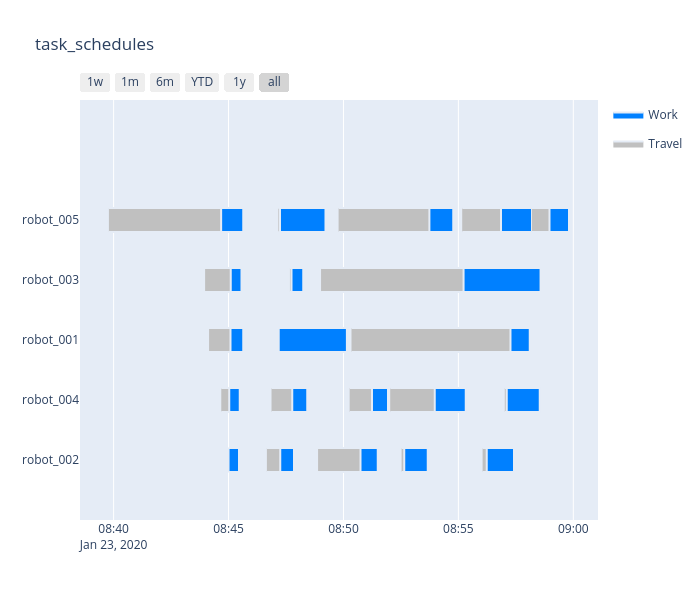 task_schedules
1w 1m 6m YTD 1y all
Work
Travel
robot_005
robot_003
robot_001
robot_004
robot_002
08:40 08:45 08:50 08:55 09:00
Jan 23, 2020